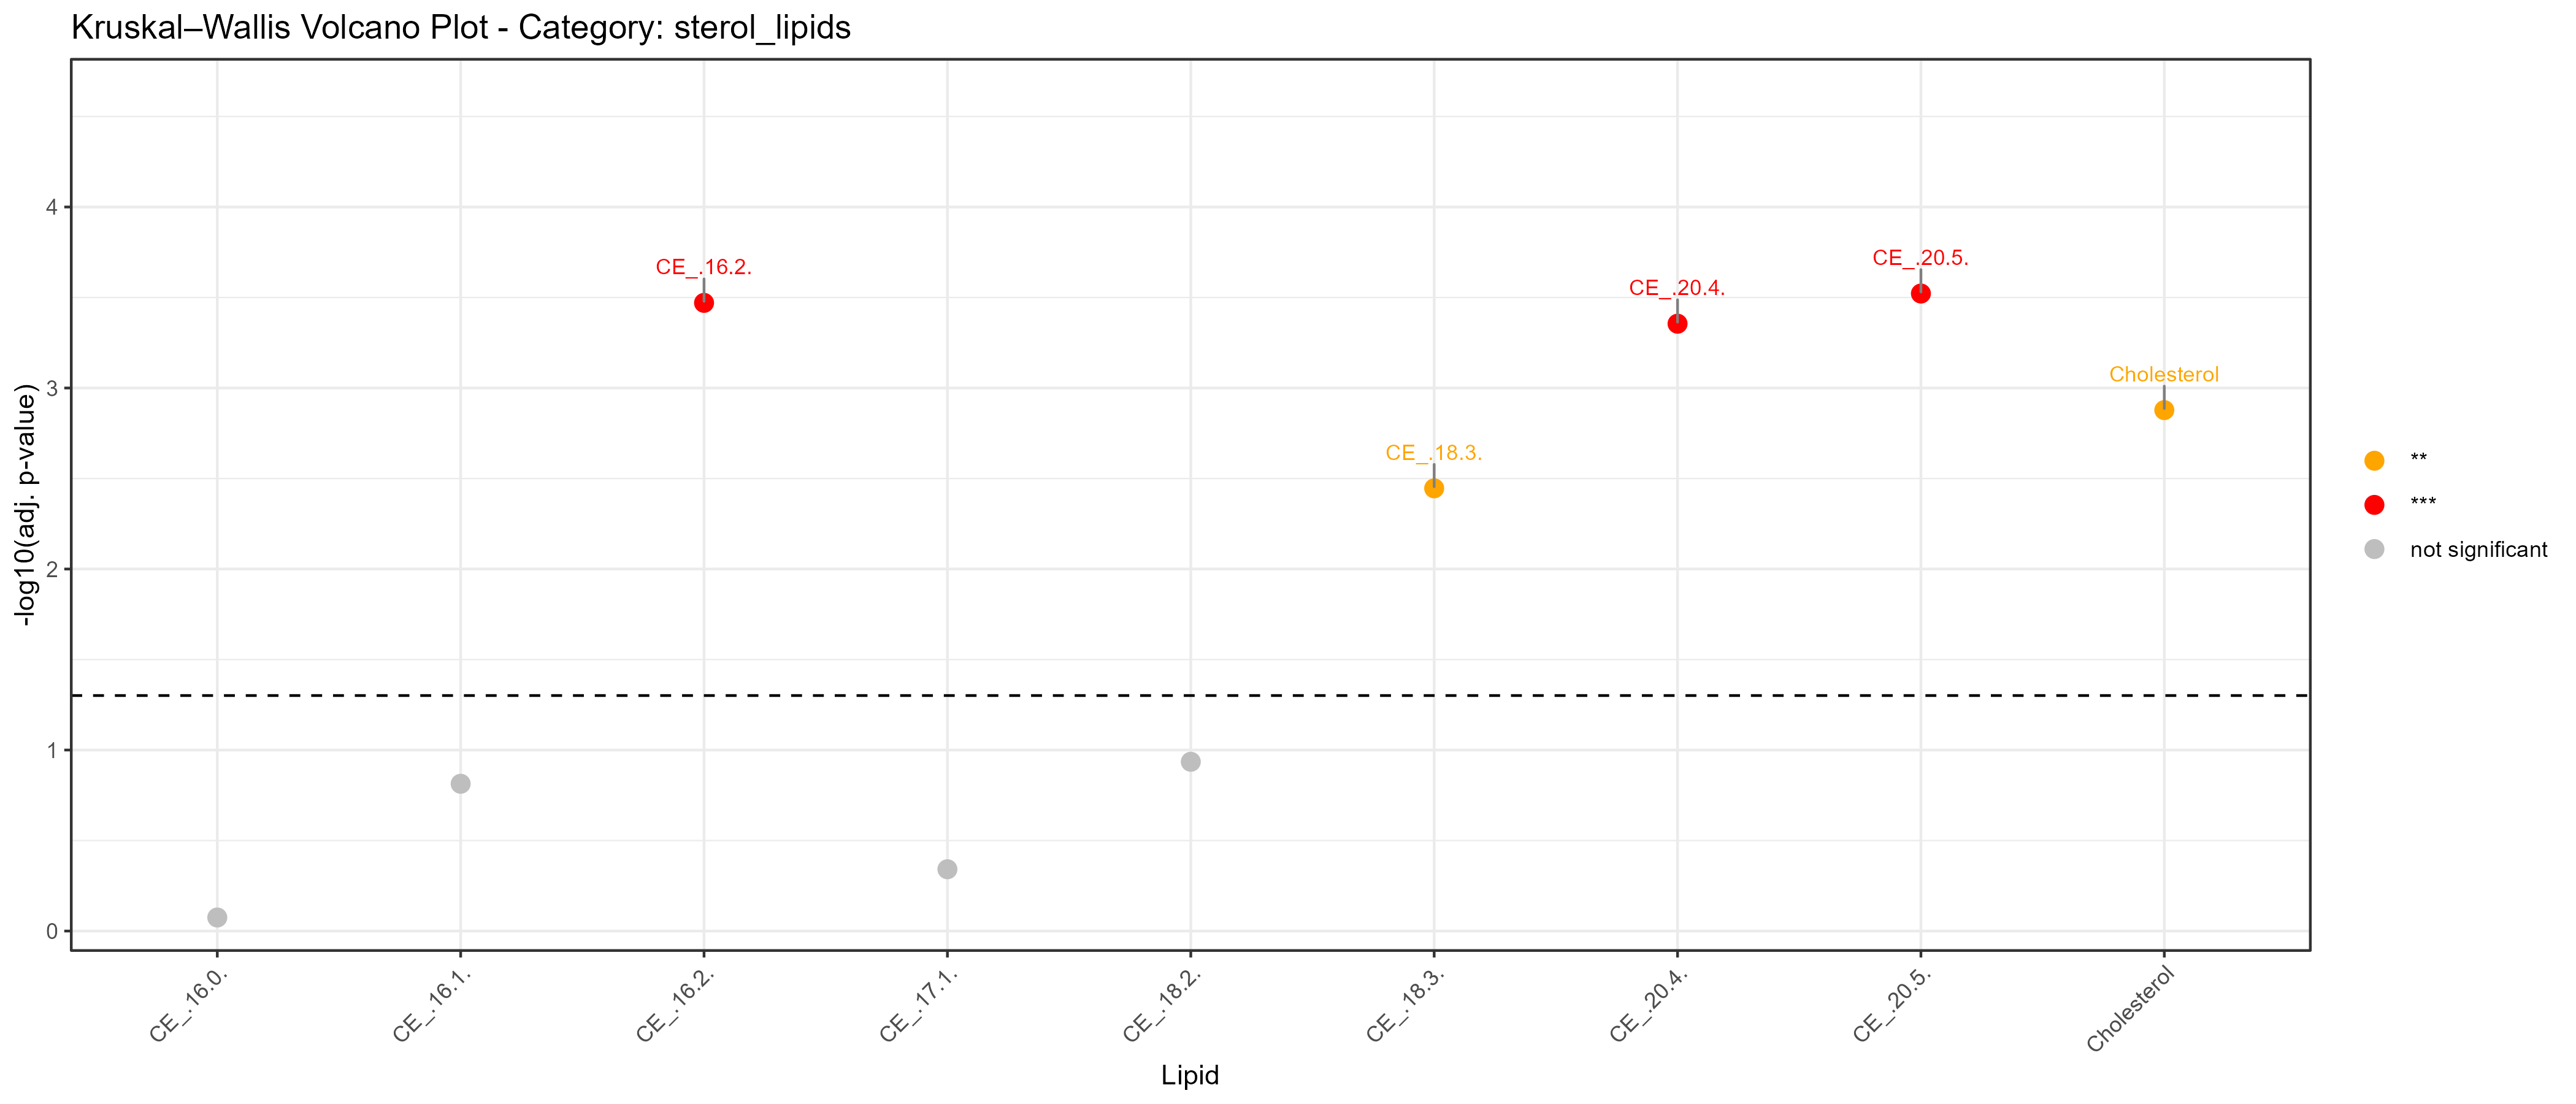 Kruskal–Wallis Volcano Plot - Category: sterol_lipids
-log10(adj. p-value)
4
3
2
1
0
CE_.16.2.
CE_.18.3.
CE_.20.4.
CE_.20.5.
Cholesterol
**
***
not significant
CE_.16.0.
CE_.16.1.
CE_.16.2.
CE_.17.1.
CE_.18.2.
CE_.18.3.
CE_.20.4.
CE_.20.5.
Cholesterol
Lipid